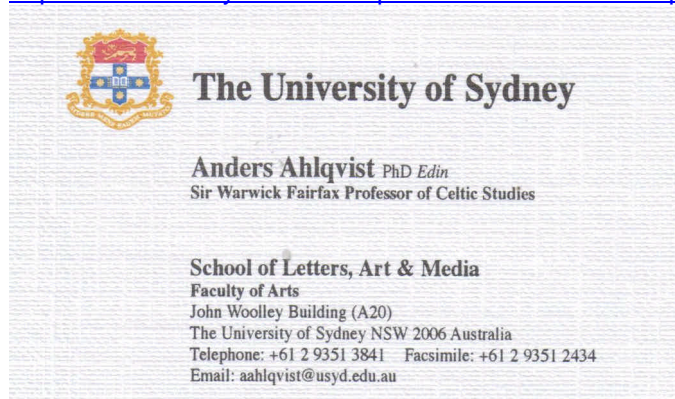 The University of Sydney
Anders Ahlqvist PhD Edin
Sir Warwick Fairfax Professor of Celtic Studies
School of Letters, Art & Media
Faculty of Arts
John Woolley Building (A20)
The University of Sydney NSW 2006 Australia
Telephone: +61 2 9351 3841 Facsimile: +61 2 9351 2434
Email: aahlqvist@usyd.edu.au